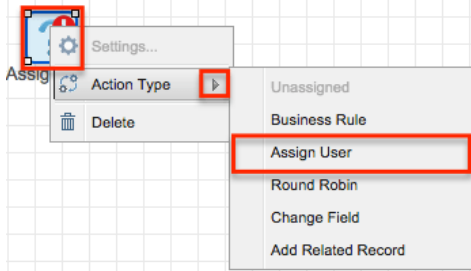 Settings...
Assig
Action Type
Delete
Unassigned
Business Rule
Assign User
Round Robin
Change Field
Add Related Record